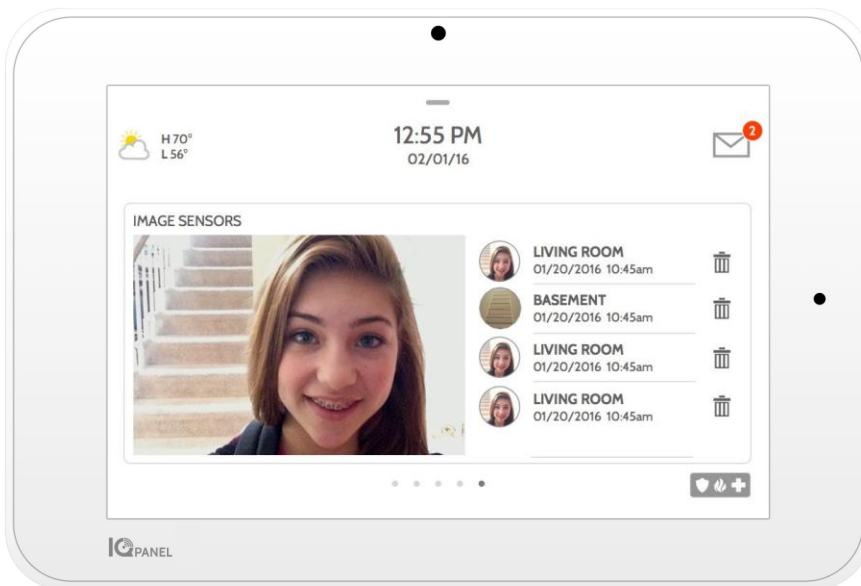 H 70°
L 56°
12:55 PM
02/01/16
2
IMAGE SENSORS
LIVING ROOM
01/20/2016 10:45am
BASEMENT
01/20/2016 10:45am
LIVING ROOM
01/20/2016 10:45am
LIVING ROOM
01/20/2016 10:45am
IQ PANEL